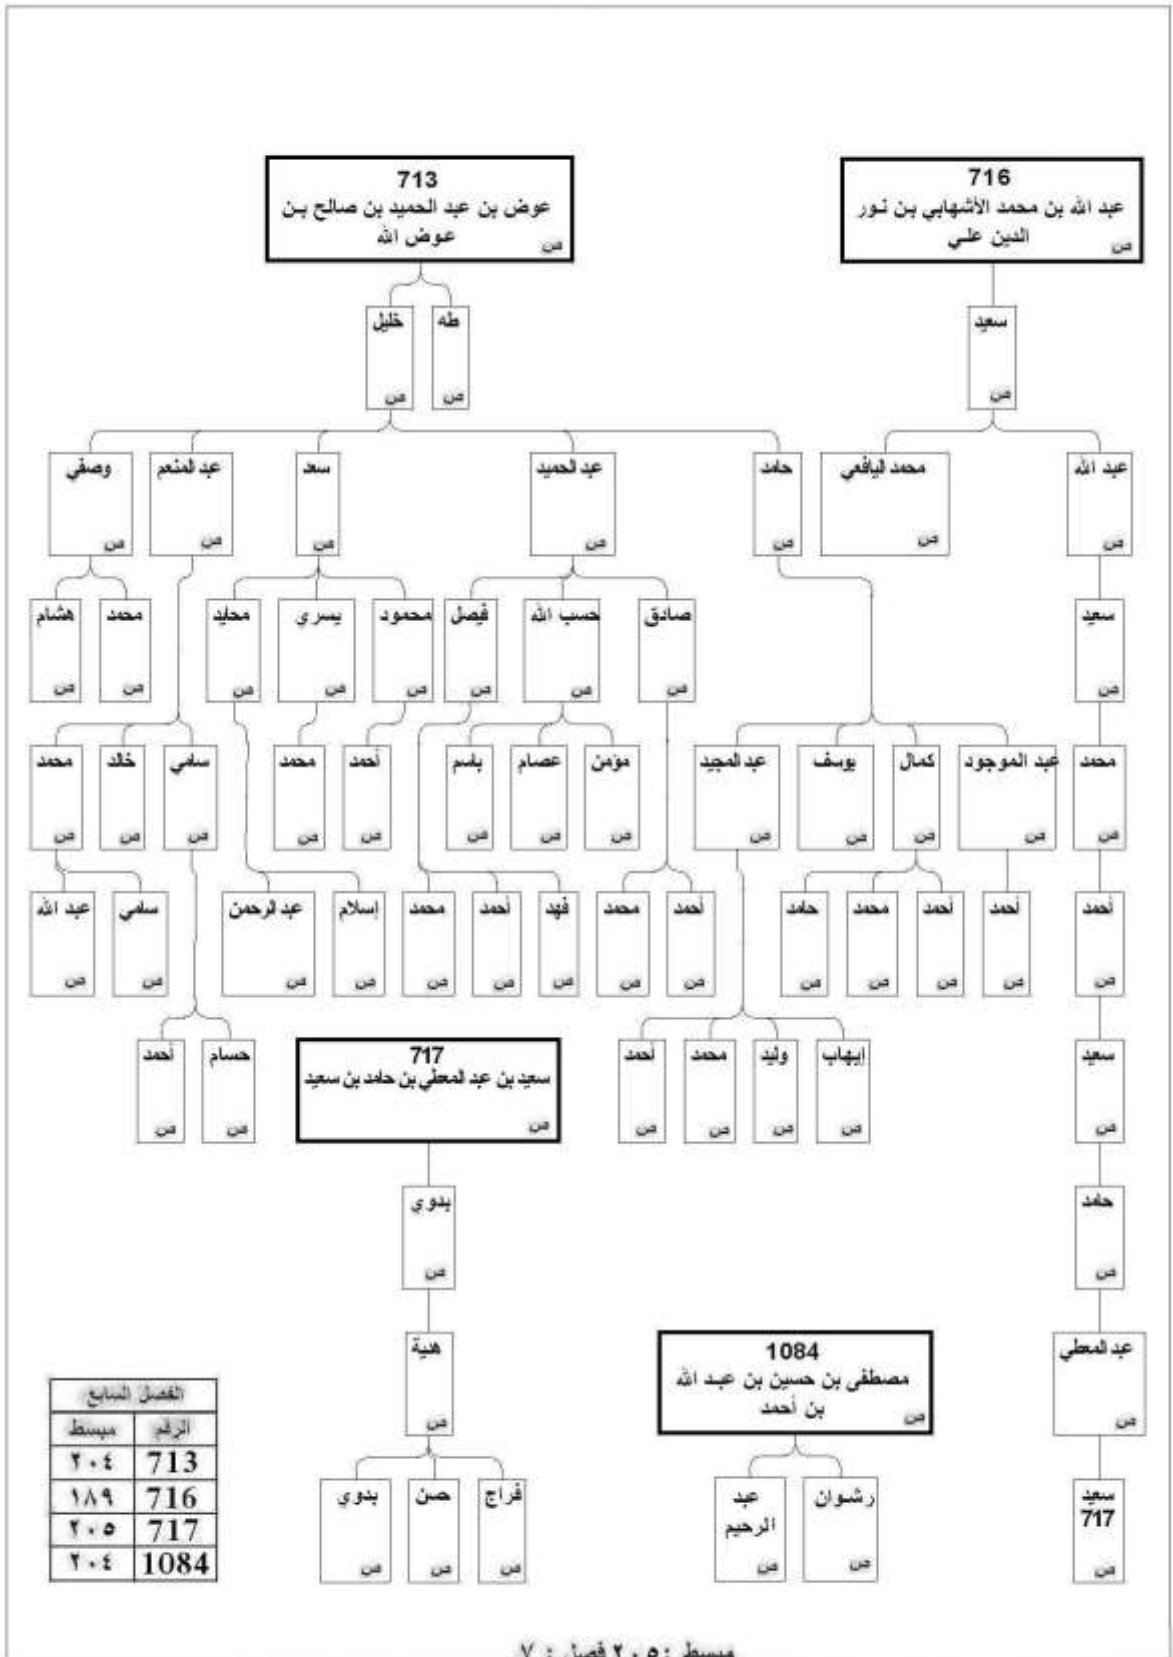 716
عبد الله بن محمد الأشهابي بن نور
الدين علي
ص
713
عوض بن عبد الحميد بن صالح بن
عوض الله
ص
سعيد
ص
طه
ص
خليل
ص
عبد الله
ص
محمد اليافعي
ص
حامد
ص
عبد الحميد
ص
سعد
ص
عبد المنعم
ص
وصفي
ص
سعيد
ص
صادق
ص
حسب الله
ص
فيصل
ص
محمود
ص
يسري
ص
محايد
ص
محمد
ص
هشام
ص
محمد
ص
عبد الموجود
ص
كمال
ص
يوسف
ص
عبد المجيد
ص
مؤمن
ص
عصام
ص
باسم
ص
أحمد
ص
محمد
ص
سامي
ص
خالد
ص
محمد
ص
أحمد
ص
أحمد
ص
أحمد
ص
محمد
ص
حامد
ص
أحمد
ص
محمد
ص
فهد
ص
أحمد
ص
محمد
ص
إسلام
ص
عبد الرحمن
ص
سامي
ص
عبد الله
ص
سعيد
ص
إيهاب
ص
وليد
ص
محمد
ص
أحمد
ص
717
سعيد بن عبد المعطي بن حامد بن سعيد
ص
حسام
ص
أحمد
ص
حامد
ص
بدوي
ص
عبد المعطي
ص
1084
مصطفى بن حسين بن عبد الله
بن أحمد
ص
هنية
ص
سعيد
717
ص
رشوان
ص
عبد
الرحيم
ص
فراج
ص
حسن
ص
بدوي
ص
الفصل السابع
الرقم مبسط
713 ٢٠٤
716 ١٨٩
717 ٢٠٥
1084 ٢٠٤
مبسط : ٢٠٥ فصل : ٧